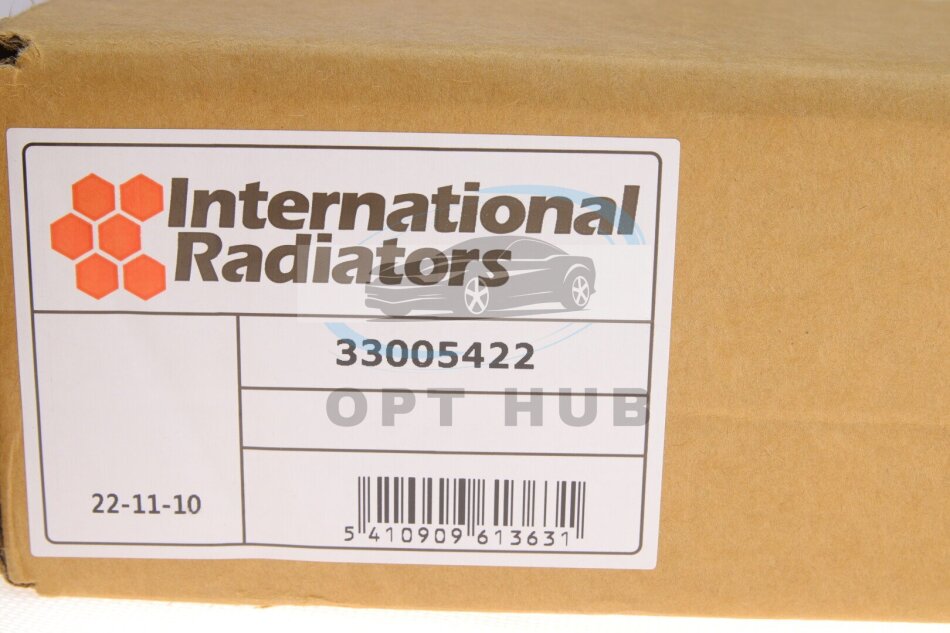 International
Radiators
33005422
OPT HUB
22-11-10
5 410909 613631